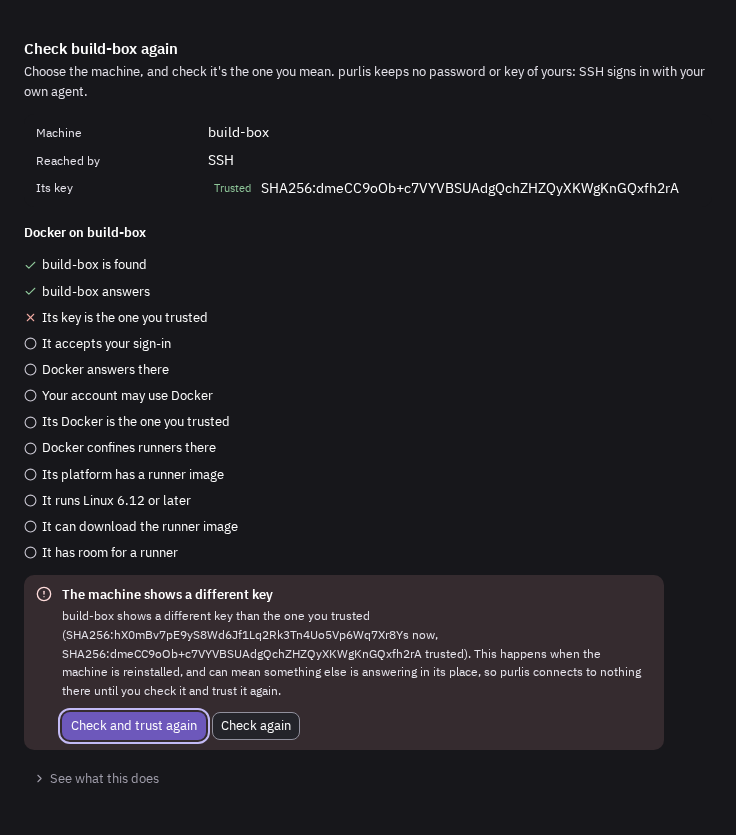 Check build-box again
Choose the machine, and check it's the one you mean. purlis keeps no password or key of yours: SSH signs in with your
own agent.
Machine build-box
Reached by SSH
Its key Trusted SHA256:dmeCC9oOb+c7VYVBSUAdgQchZHZQyXKWgKnGQxfh2rA
Docker on build-box
build-box is found
build-box answers
Its key is the one you trusted
It accepts your sign-in
Docker answers there
Your account may use Docker
Its Docker is the one you trusted
Docker confines runners there
Its platform has a runner image
It runs Linux 6.12 or later
It can download the runner image
It has room for a runner
The machine shows a different key
build-box shows a different key than the one you trusted
(SHA256:hX0mBv7pE9yS8Wd6Jf1Lq2Rk3Tn4Uo5Vp6Wq7Xr8Ys now,
SHA256:dmeCC9oOb+c7VYVBSUAdgQchZHZQyXKWgKnGQxfh2rA trusted). This happens when the
machine is reinstalled, and can mean something else is answering in its place, so purlis connects to nothing
there until you check it and trust it again.
Check and trust again Check again
See what this does